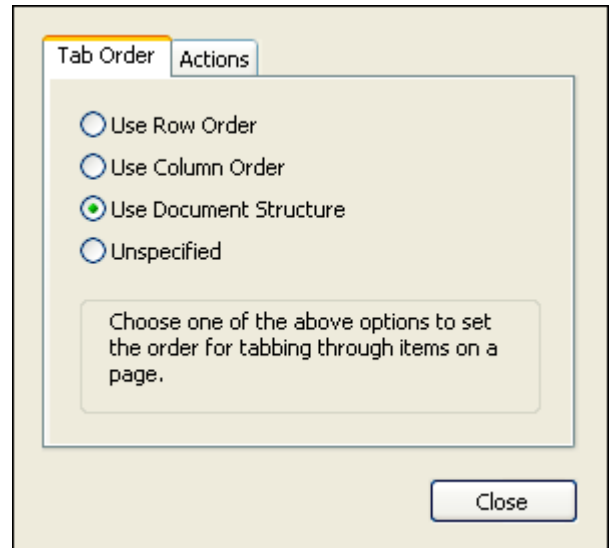 Tab Order
Actions
Use Row Order
Use Column Order
Use Document Structure
Unspecified
Choose one of the above options to set
the order for tabbing through items on a
page.
Close